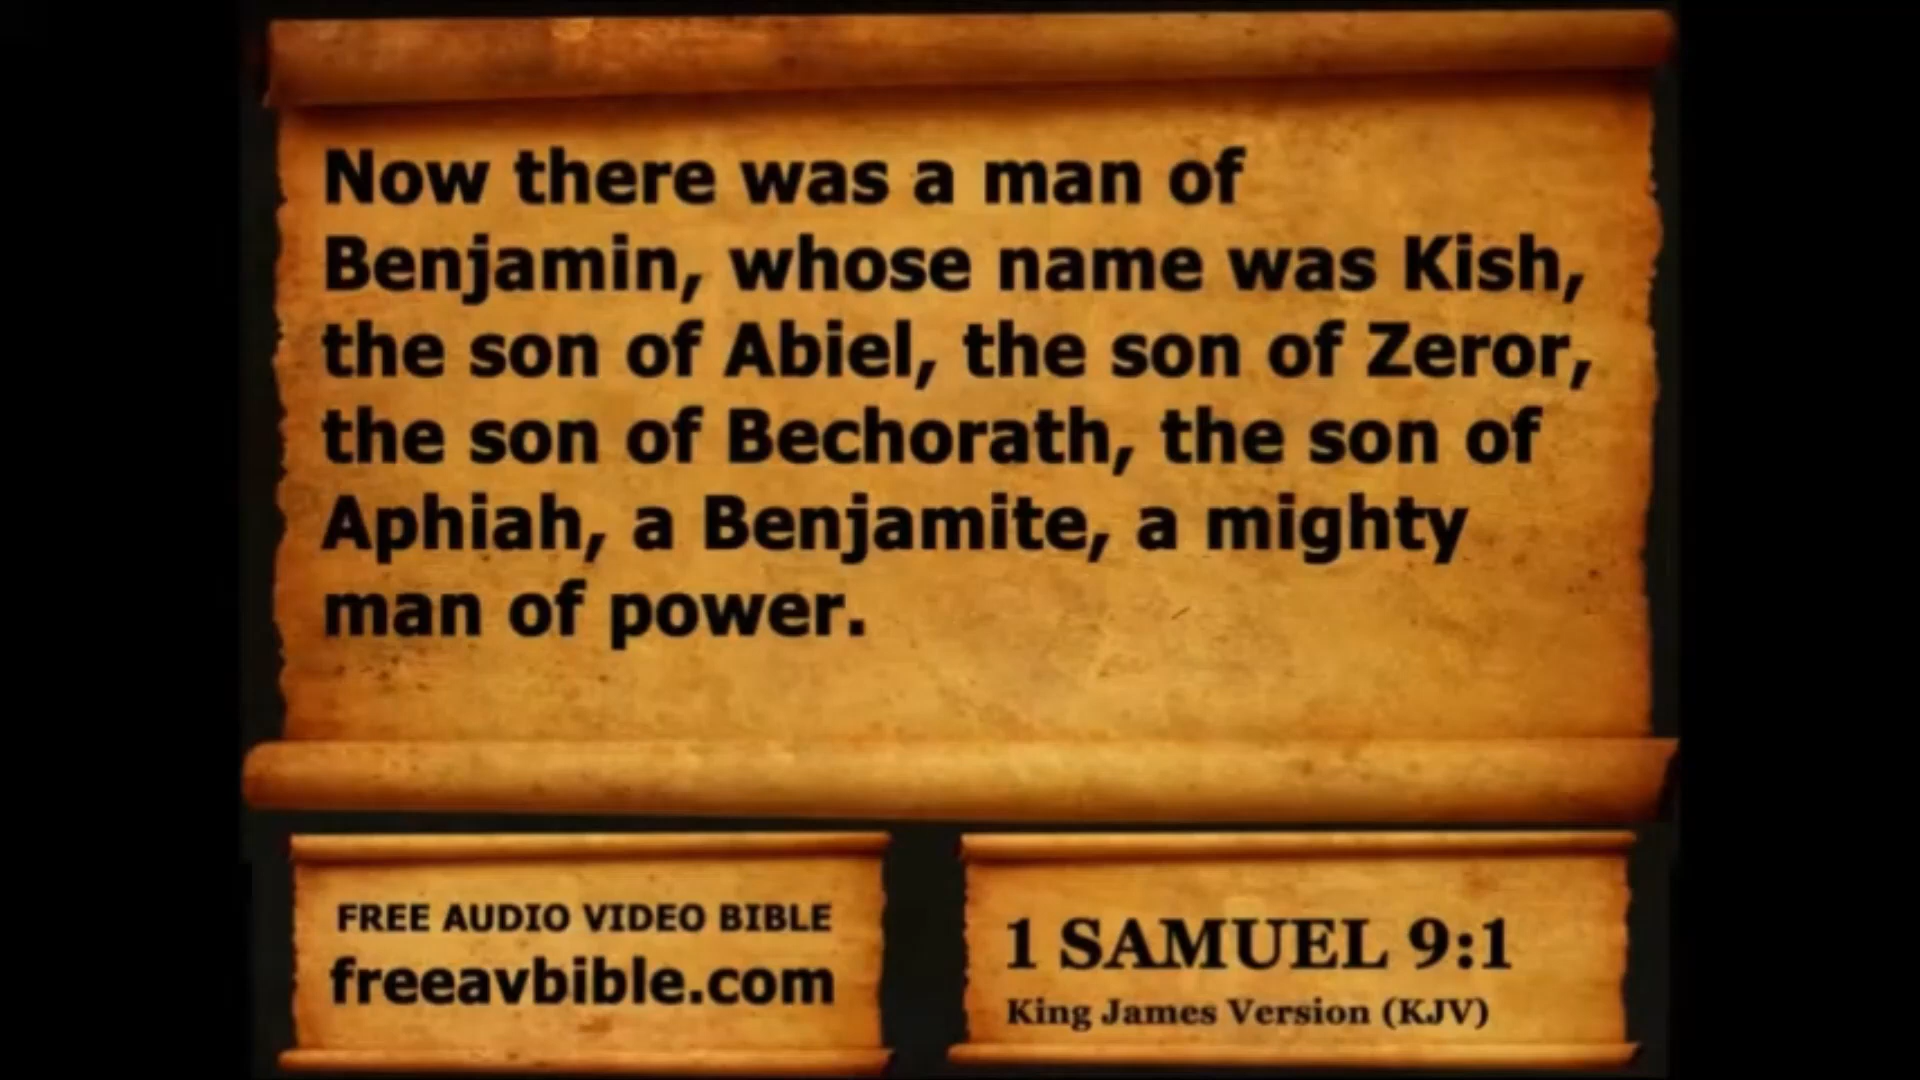 Now there was a man of
Benjamin, whose name was Kish,
the son of Abiel, the son of Zeror,
the son of Bechorath, the son of
Aphiah, a Benjamite, a mighty
man of power.
FREE AUDIO VIDEO BIBLE
freeavbible.com
1 SAMUEL 9:1
King James Version (KJV)